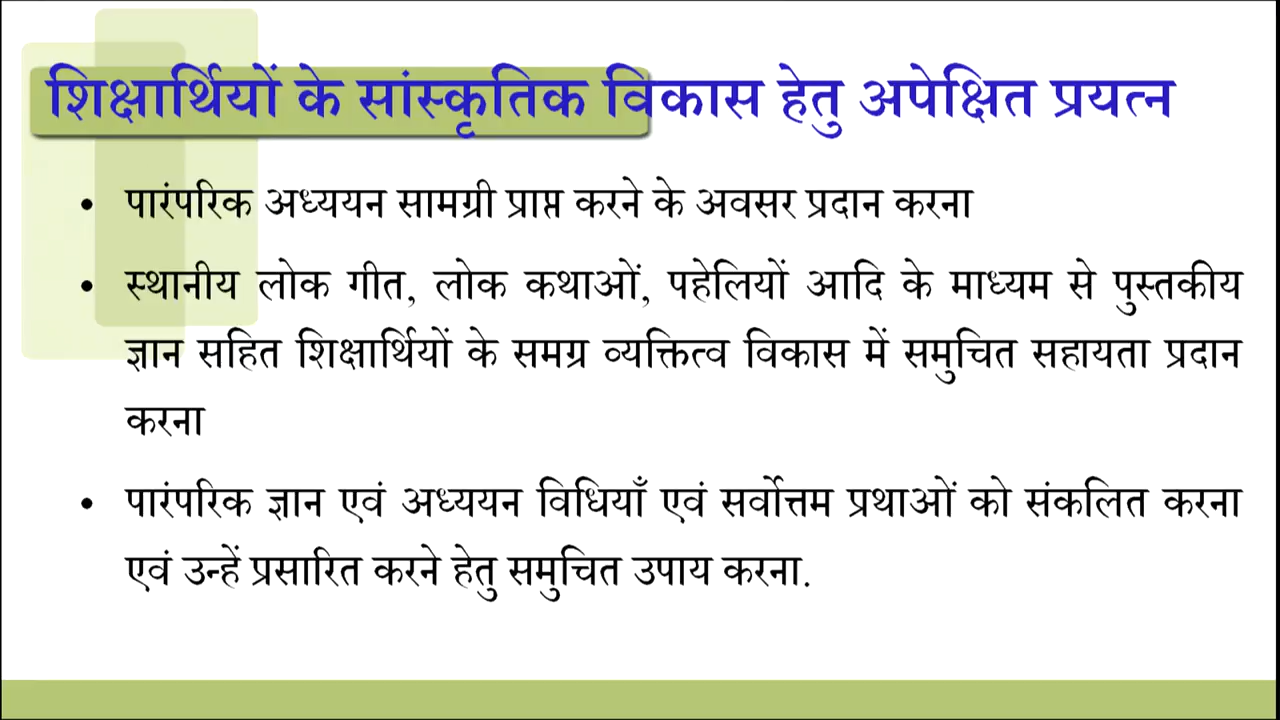 शिक्षार्थियों के सांस्कृतिक विकास हेतु अपेक्षित प्रयत्न
• पारंपरिक अध्ययन सामग्री प्राप्त करने के अवसर प्रदान करना
• स्थानीय लोक गीत, लोक कथाओं, पहेलियों आदि के माध्यम से पुस्तकीय
ज्ञान सहित शिक्षार्थियों के समग्र व्यक्तित्व विकास में समुचित सहायता प्रदान
करना
• पारंपरिक ज्ञान एवं अध्ययन विधियाँ एवं सर्वोत्तम प्रथाओं को संकलित करना
एवं उन्हें प्रसारित करने हेतु समुचित उपाय करना.